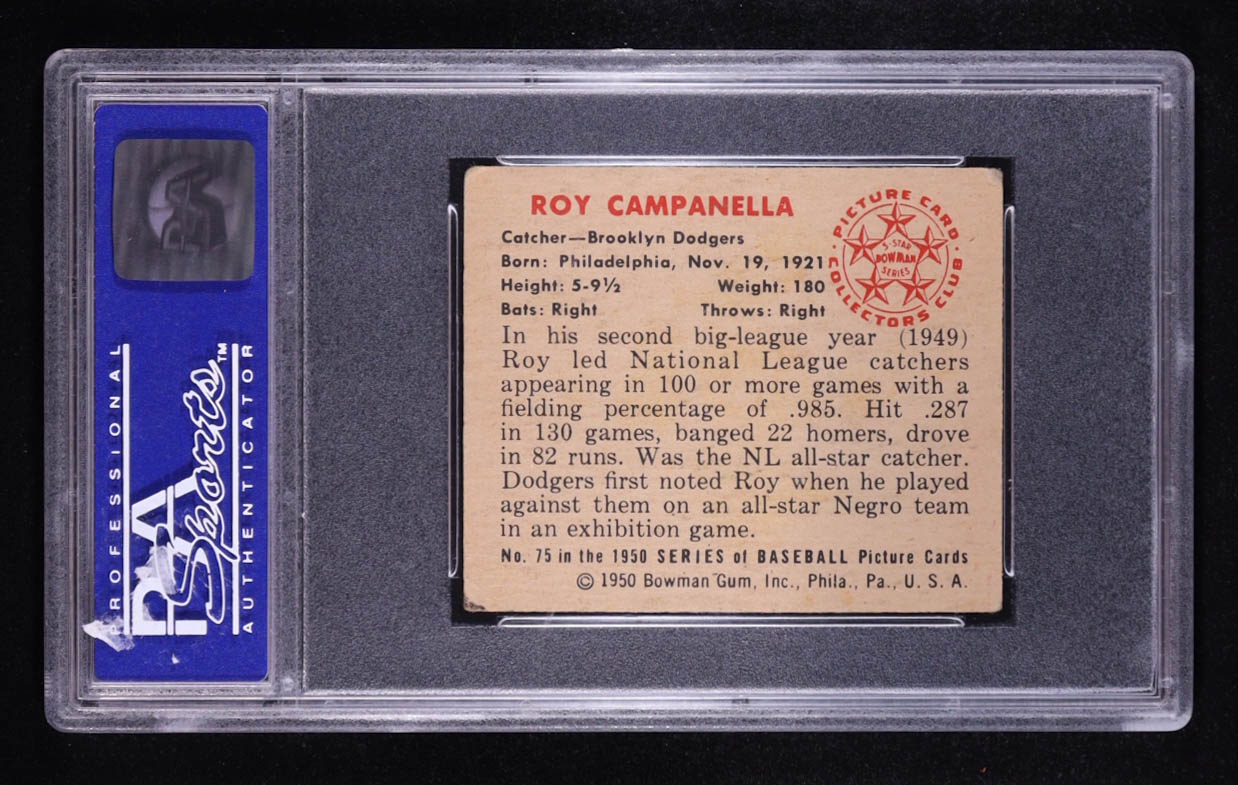 PSA
PROFESSIONAL
PSA Sports™
AUTHENTICATOR
ROY CAMPANELLA
Catcher—Brooklyn Dodgers
Born: Philadelphia, Nov. 19, 1921
Height: 5-9½ Weight: 180
Bats: Right Throws: Right
PICTURE CARD
COLLECTORS CLUB
5-STAR
BOWMAN
SERIES
In his second big-league year (1949)
Roy led National League catchers
appearing in 100 or more games with a
fielding percentage of .985. Hit .287
in 130 games, banged 22 homers, drove
in 82 runs. Was the NL all-star catcher.
Dodgers first noted Roy when he played
against them on an all-star Negro team
in an exhibition game.
No. 75 in the 1950 SERIES of BASEBALL Picture Cards
© 1950 Bowman Gum, Inc., Phila., Pa., U. S. A.